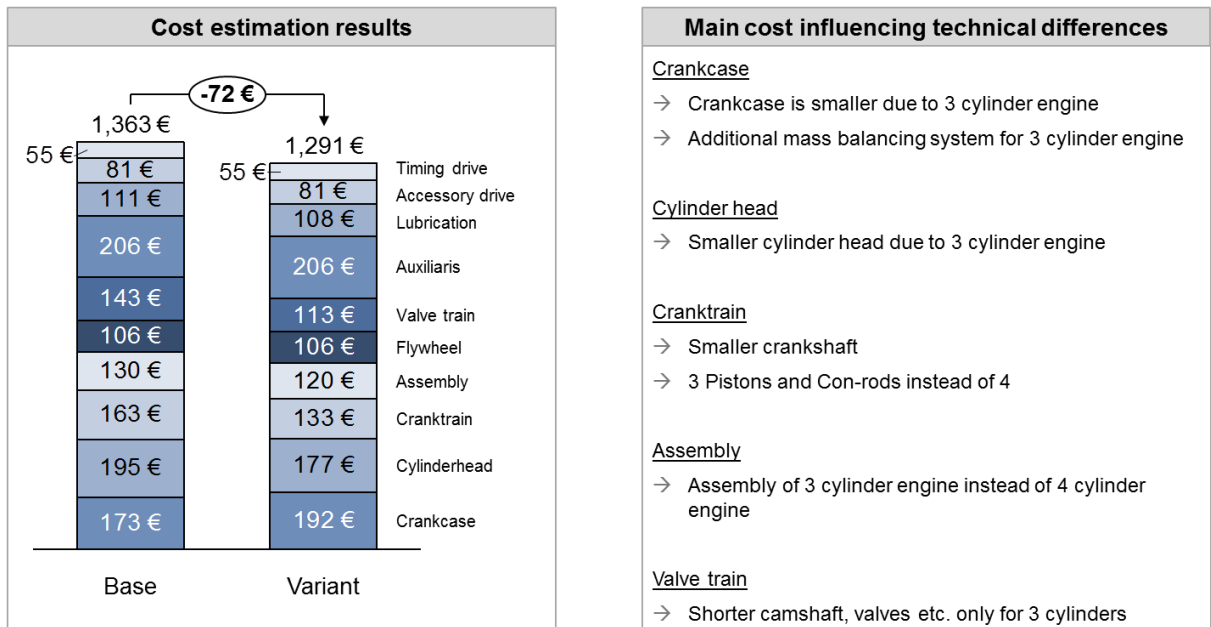 Cost estimation results
-72 €
1,363 €
1,291 €
55 €
55 €
Timing drive
81 €
81 €
Accessory drive
111 €
108 €
Lubrication
206 €
206 €
Auxiliaris
143 €
113 €
Valve train
106 €
106 €
Flywheel
130 €
120 €
Assembly
163 €
133 €
Cranktrain
195 €
177 €
Cylinderhead
173 €
192 €
Crankcase
Base
Variant
Main cost influencing technical differences
Crankcase
→ Crankcase is smaller due to 3 cylinder engine
→ Additional mass balancing system for 3 cylinder engine
Cylinder head
→ Smaller cylinder head due to 3 cylinder engine
Cranktrain
→ Smaller crankshaft
→ 3 Pistons and Con-rods instead of 4
Assembly
→ Assembly of 3 cylinder engine instead of 4 cylinder
engine
Valve train
→ Shorter camshaft, valves etc. only for 3 cylinders